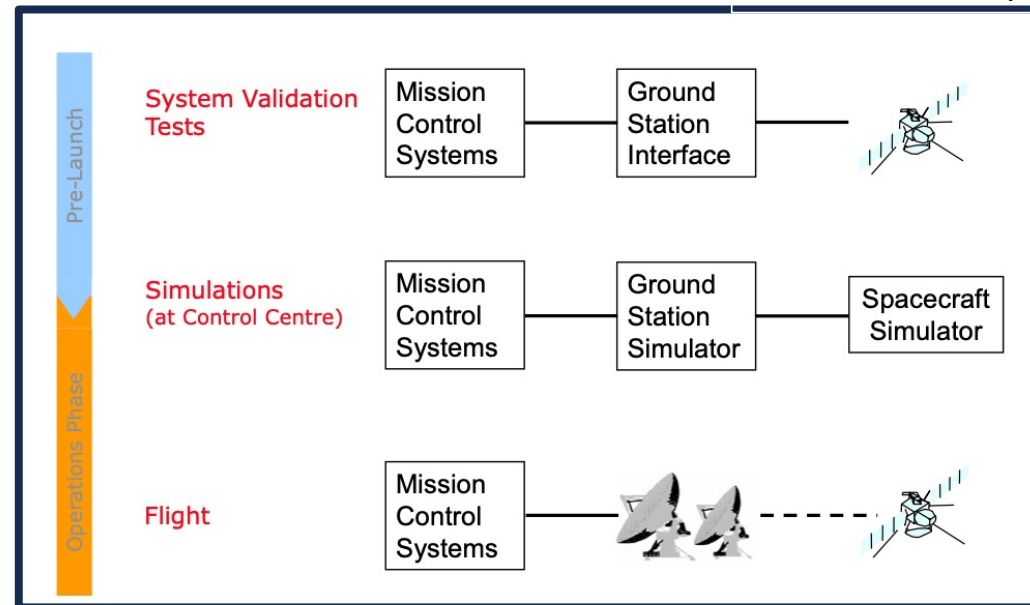 Pre-Launch
System Validation
Tests
Mission
Control
Systems
Ground
Station
Interface
Simulations
(at Control Centre)
Mission
Control
Systems
Ground
Station
Simulator
Spacecraft
Simulator
Operations Phase
Flight
Mission
Control
Systems